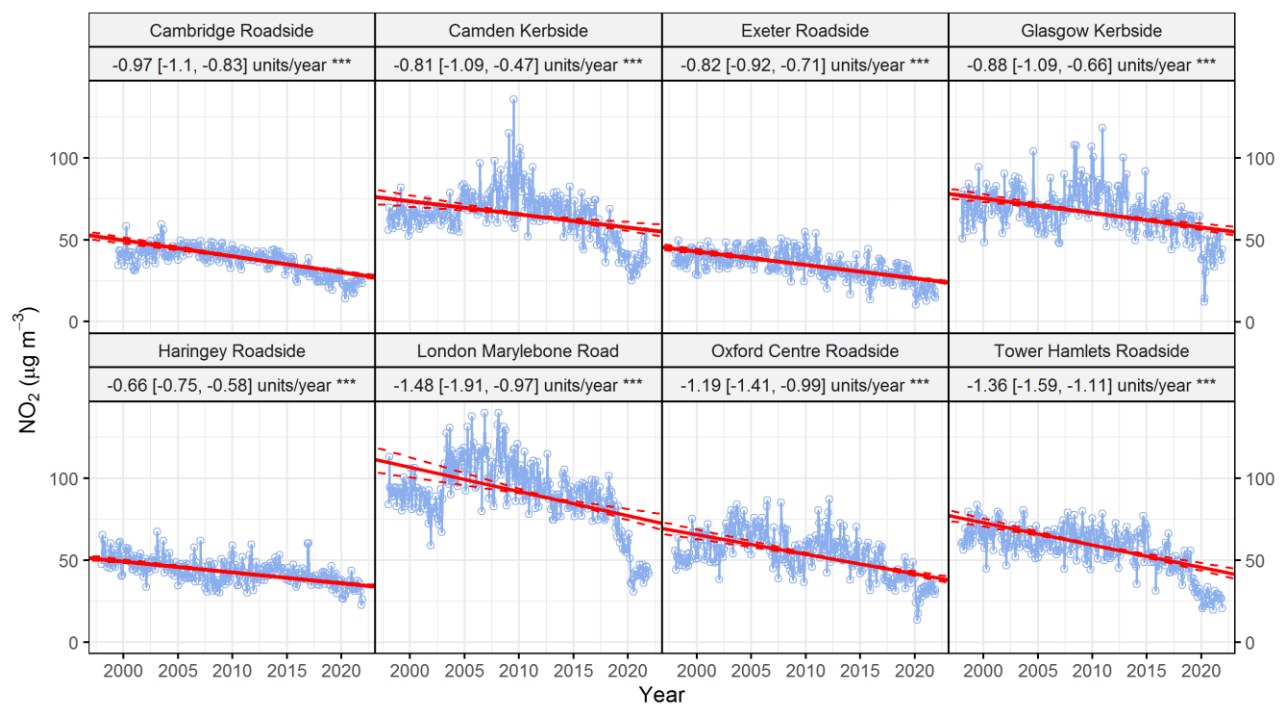 Cambridge Roadside Camden Kerbside Exeter Roadside Glasgow Kerbside
-0.97 [-1.1, -0.83] units/year *** -0.81 [-1.09, -0.47] units/year *** -0.82 [-0.92, -0.71] units/year *** -0.88 [-1.09, -0.66] units/year ***
100 100
50 50
0 0
NO₂ (µg m⁻³)
Haringey Roadside London Marylebone Road Oxford Centre Roadside Tower Hamlets Roadside
-0.66 [-0.75, -0.58] units/year *** -1.48 [-1.91, -0.97] units/year *** -1.19 [-1.41, -0.99] units/year *** -1.36 [-1.59, -1.11] units/year ***
100 100
50 50
0 0
2000 2005 2010 2015 2020 2000 2005 2010 2015 2020 2000 2005 2010 2015 2020 2000 2005 2010 2015 2020
Year